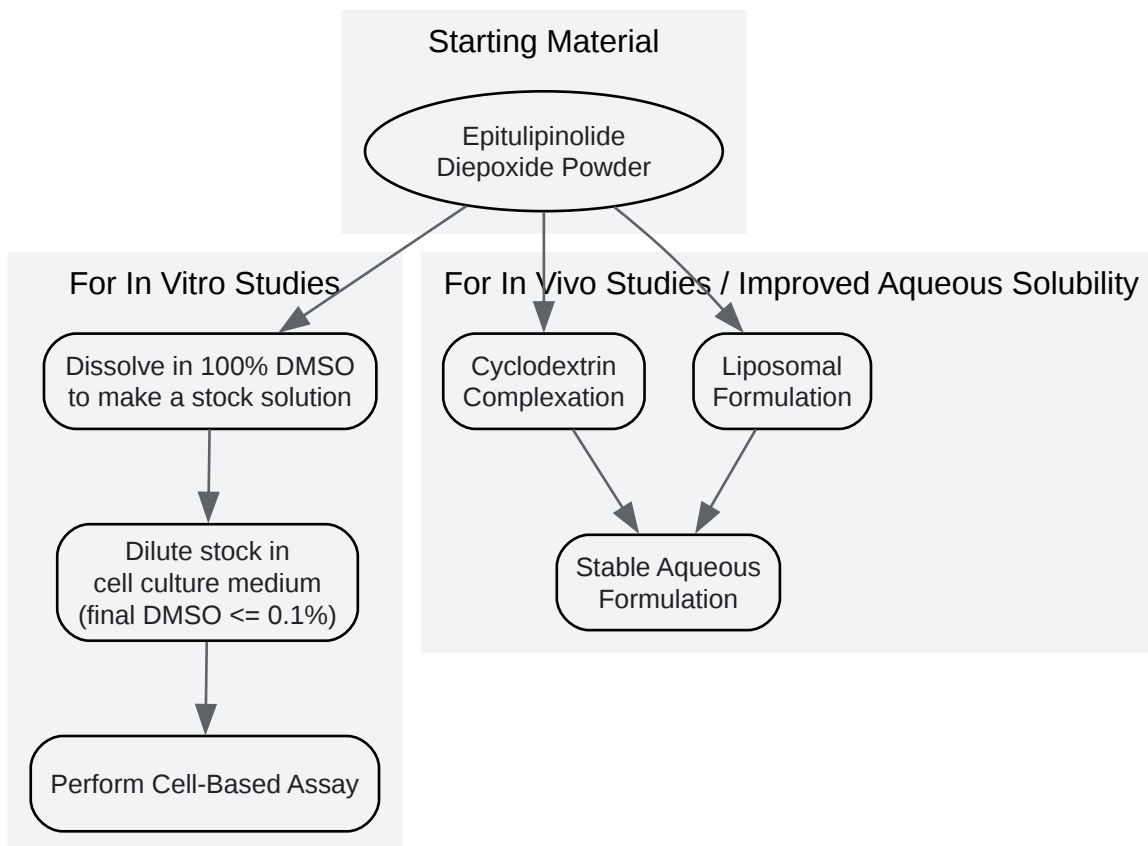 Starting Material
Epitulipinolide
Diepoxide Powder
For In Vitro Studies
Dissolve in 100% DMSO
to make a stock solution
Dilute stock in
cell culture medium
(final DMSO <= 0.1%)
Perform Cell-Based Assay
For In Vivo Studies / Improved Aqueous Solubility
Cyclodextrin
Complexation
Liposomal
Formulation
Stable Aqueous
Formulation